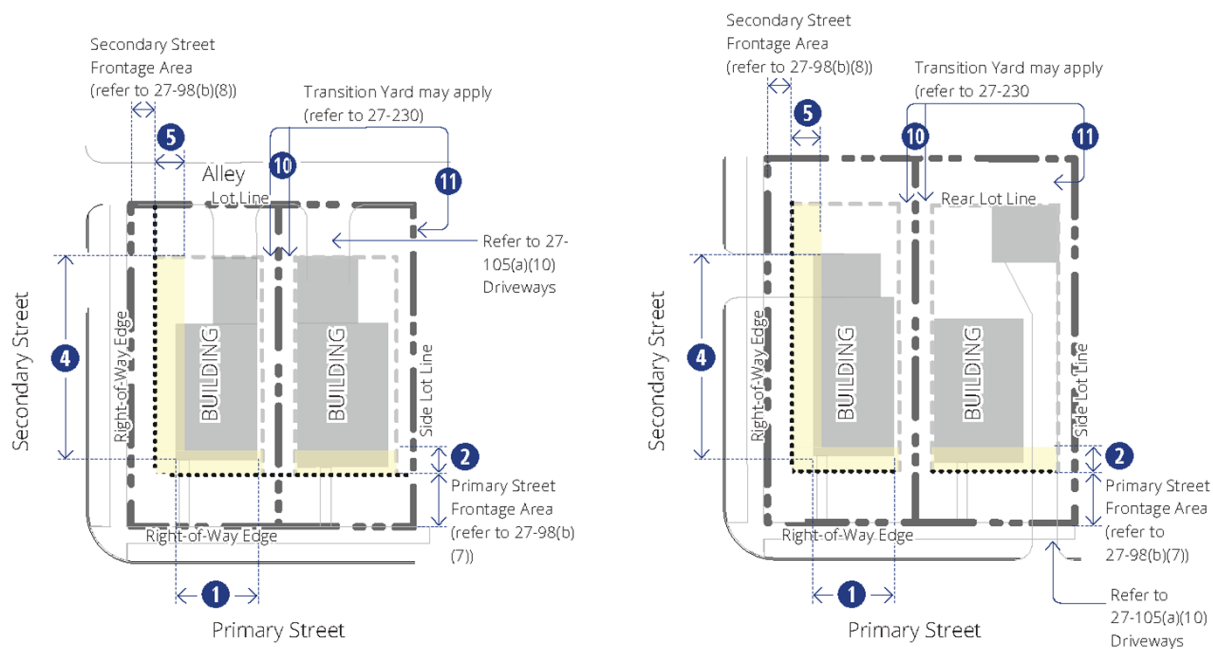 Secondary Street
Frontage Area
(refer to 27-98(b)(8))
Transition Yard may apply
(refer to 27-230)
5
10
11
Alley
Lot Line
Refer to 27-
105(a)(10)
Driveways
4
Secondary Street
Right-of-Way Edge
BUILDING
BUILDING
Side Lot Line
2
Primary Street
Frontage Area
(refer to 27-98(b)
(7))
Right-of-Way Edge
1
Primary Street
Secondary Street
Frontage Area
(refer to 27-98(b)(8))
Transition Yard may apply
(refer to 27-230
5
10
11
Rear Lot Line
4
Secondary Street
Right-of-Way Edge
BUILDING
BUILDING
Side Lot Line
2
Primary Street
Frontage Area
(refer to
27-98(b)(7))
Right-of-Way Edge
1
Refer to
27-105(a)(10)
Driveways
Primary Street